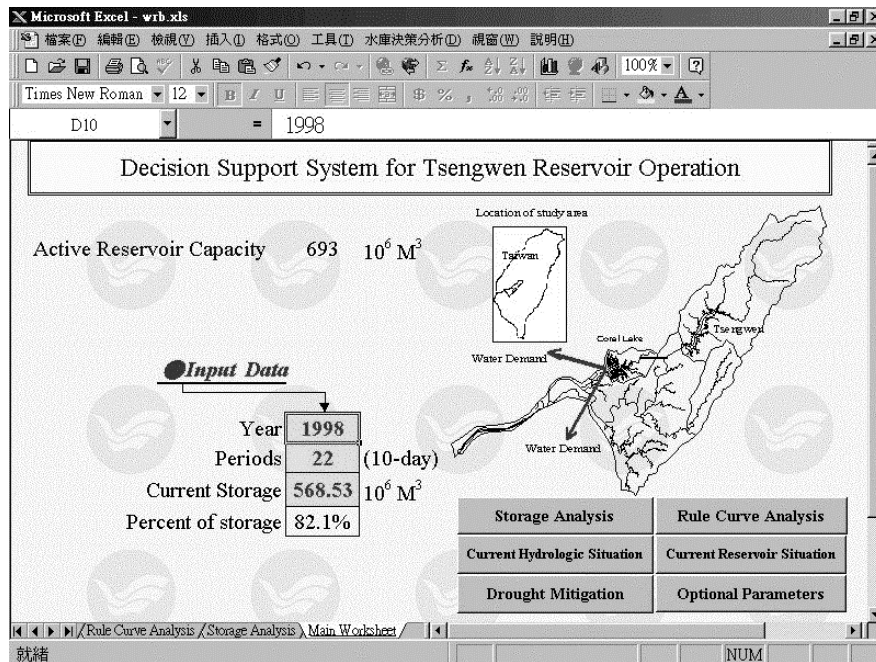 Microsoft Excel - wrb.xls
檔案(F) 編輯(E) 檢視(V) 插入(I) 格式(O) 工具(T) 水庫決策分析(D) 視窗(W) 說明(H)
100%
Times New Roman 12 B I U $ % ,
D10 = 1998
Decision Support System for Tsengwen Reservoir Operation
Location of study area
Active Reservoir Capacity 693 10⁶ M³
Taiwan
Tsengwen
Coral Lake
Water Demand
Input Data
Year 1998
Periods 22 (10-day)
Water Demand
Current Storage 568.53 10⁶ M³
Percent of storage 82.1%
Storage Analysis Rule Curve Analysis
Current Hydrologic Situation Current Reservoir Situation
Drought Mitigation Optional Parameters
Rule Curve Analysis Storage Analysis Main Worksheet
就緒 NUM